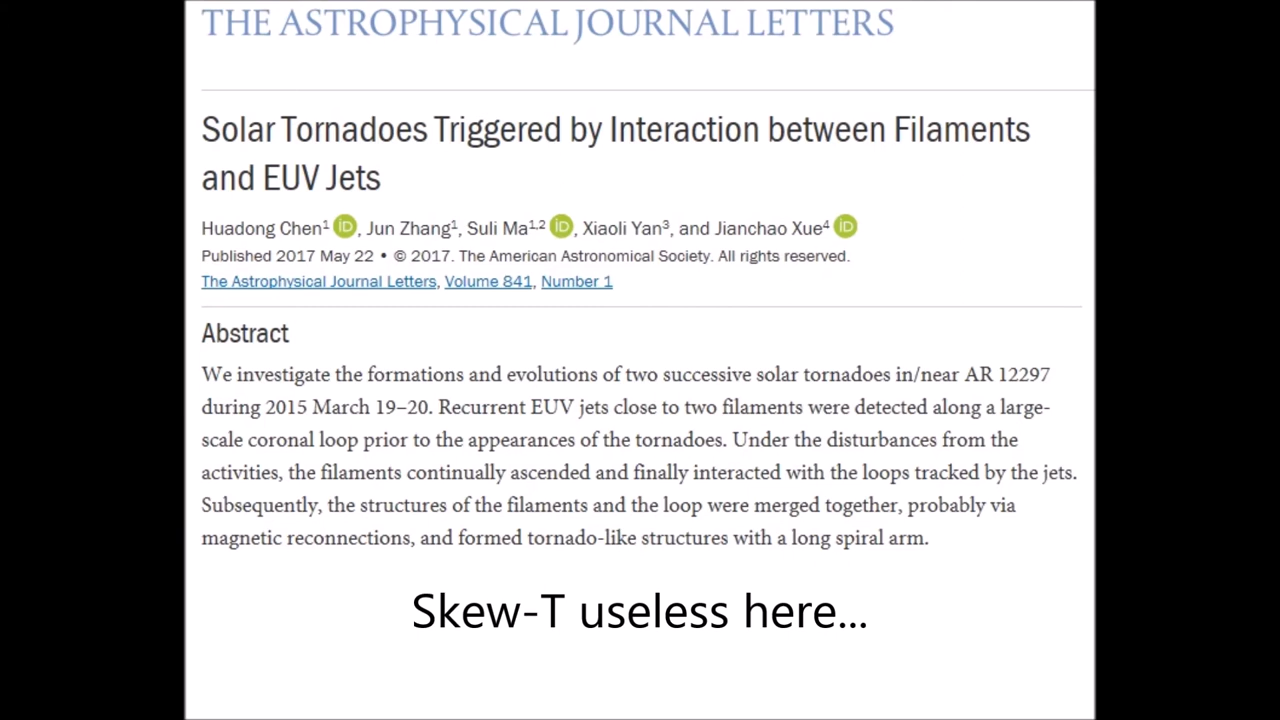 THE ASTROPHYSICAL JOURNAL LETTERS
Solar Tornadoes Triggered by Interaction between Filaments
and EUV Jets
Huadong Chen¹ iD, Jun Zhang¹, Suli Ma¹,² iD, Xiaoli Yan³, and Jianchao Xue⁴ iD
Published 2017 May 22 • © 2017. The American Astronomical Society. All rights reserved.
The Astrophysical Journal Letters, Volume 841, Number 1
Abstract
We investigate the formations and evolutions of two successive solar tornadoes in/near AR 12297
during 2015 March 19–20. Recurrent EUV jets close to two filaments were detected along a large-
scale coronal loop prior to the appearances of the tornadoes. Under the disturbances from the
activities, the filaments continually ascended and finally interacted with the loops tracked by the jets.
Subsequently, the structures of the filaments and the loop were merged together, probably via
magnetic reconnections, and formed tornado-like structures with a long spiral arm.
Skew-T useless here...